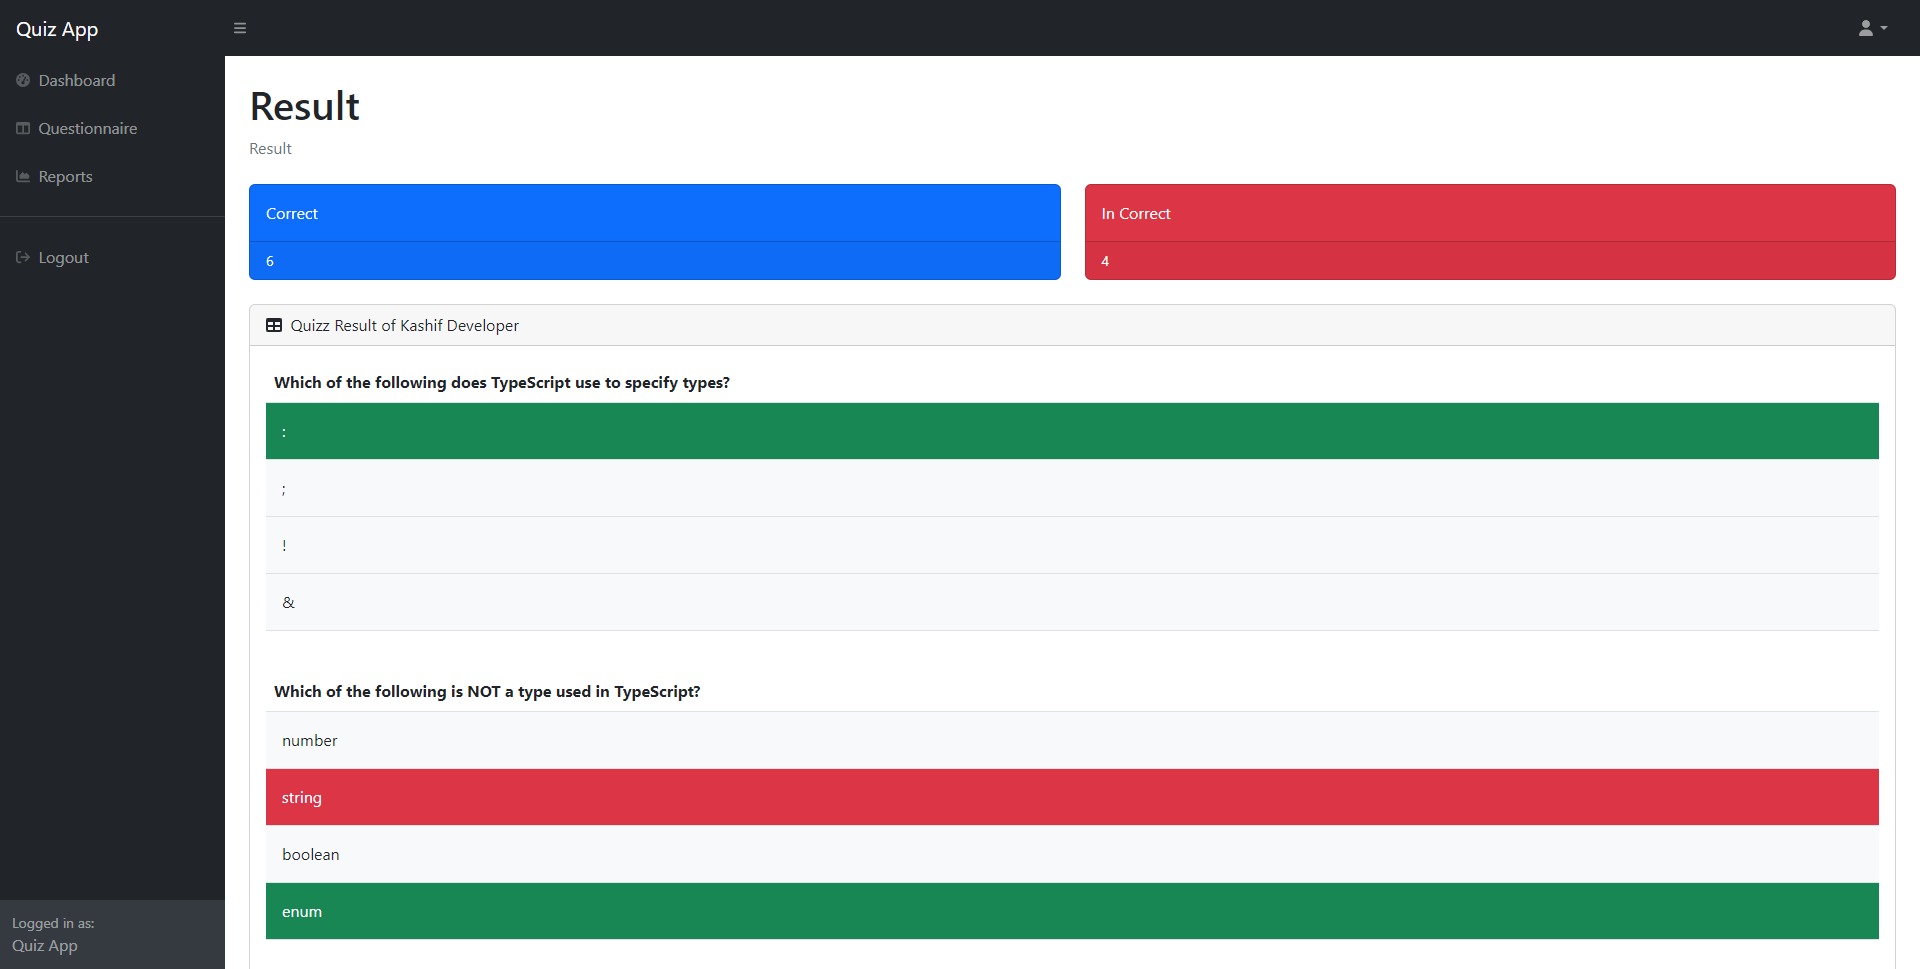 Quiz App
Dashboard
Questionnaire
Reports
Logout
Logged in as:
Quiz App
Result
Result
Correct
6
In Correct
4
Quizz Result of Kashif Developer
Which of the following does TypeScript use to specify types?
:
;
!
&
Which of the following is NOT a type used in TypeScript?
number
string
boolean
enum